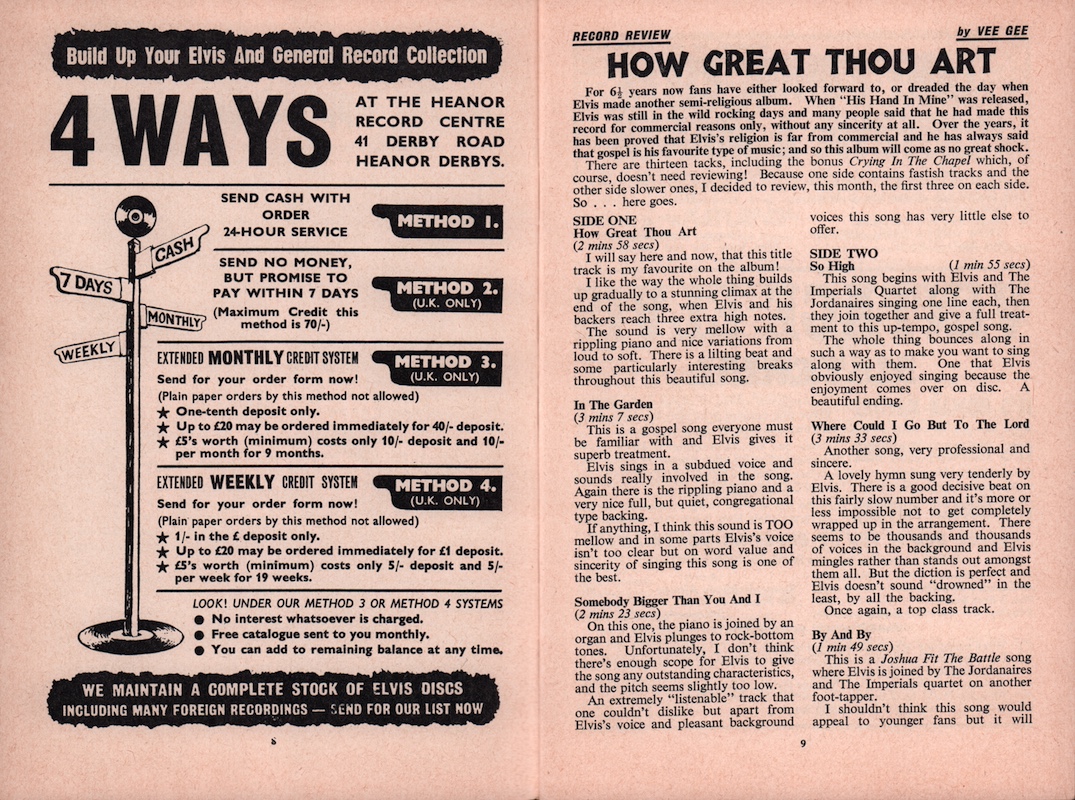 Build Up Your Elvis And General Record Collection
4 WAYS
AT THE HEANOR
RECORD CENTRE
41 DERBY ROAD
HEANOR DERBYS.
CASH
7 DAYS
MONTHLY
WEEKLY
SEND CASH WITH
ORDER
24-HOUR SERVICE
METHOD 1.
SEND NO MONEY,
BUT PROMISE TO
PAY WITHIN 7 DAYS
(Maximum Credit this
method is 70/-)
METHOD 2.
(U.K. ONLY)
EXTENDED MONTHLY CREDIT SYSTEM
METHOD 3.
(U.K. ONLY)
Send for your order form now!
(Plain paper orders by this method not allowed)
★ One-tenth deposit only.
★ Up to £20 may be ordered immediately for 40/- deposit.
★ £5's worth (minimum) costs only 10/- deposit and 10/-
per month for 9 months.
EXTENDED WEEKLY CREDIT SYSTEM
METHOD 4.
(U.K. ONLY)
Send for your order form now!
(Plain paper orders by this method not allowed)
★ 1/- in the £ deposit only.
★ Up to £20 may be ordered immediately for £1 deposit.
★ £5's worth (minimum) costs only 5/- deposit and 5/-
per week for 19 weeks.
LOOK! UNDER OUR METHOD 3 OR METHOD 4 SYSTEMS
● No interest whatsoever is charged.
● Free catalogue sent to you monthly.
● You can add to remaining balance at any time.
WE MAINTAIN A COMPLETE STOCK OF ELVIS DISCS
INCLUDING MANY FOREIGN RECORDINGS — SEND FOR OUR LIST NOW
8
RECORD REVIEW
by VEE GEE
HOW GREAT THOU ART
For 6½ years now fans have either looked forward to, or dreaded the day when
Elvis made another semi-religious album. When "His Hand In Mine" was released,
Elvis was still in the wild rocking days and many people said that he had made this
record for commercial reasons only, without any sincerity at all. Over the years, it
has been proved that Elvis's religion is far from commercial and he has always said
that gospel is his favourite type of music; and so this album will come as no great shock.
There are thirteen tacks, including the bonus Crying In The Chapel which, of
course, doesn't need reviewing! Because one side contains fastish tracks and the
other side slower ones, I decided to review, this month, the first three on each side.
So . . . here goes.
SIDE ONE
How Great Thou Art
(2 mins 58 secs)
I will say here and now, that this title
track is my favourite on the album!
I like the way the whole thing builds
up gradually to a stunning climax at the
end of the song, when Elvis and his
backers reach three extra high notes.
The sound is very mellow with a
rippling piano and nice variations from
loud to soft. There is a lilting beat and
some particularly interesting breaks
throughout this beautiful song.
In The Garden
(3 mins 7 secs)
This is a gospel song everyone must
be familiar with and Elvis gives it
superb treatment.
Elvis sings in a subdued voice and
sounds really involved in the song.
Again there is the rippling piano and a
very nice full, but quiet, congregational
type backing.
If anything, I think this sound is TOO
mellow and in some parts Elvis's voice
isn't too clear but on word value and
sincerity of singing this song is one of
the best.
Somebody Bigger Than You And I
(2 mins 23 secs)
On this one, the piano is joined by an
organ and Elvis plunges to rock-bottom
tones. Unfortunately, I don't think
there's enough scope for Elvis to give
the song any outstanding characteristics,
and the pitch seems slightly too low.
An extremely "listenable" track that
one couldn't dislike but apart from
Elvis's voice and pleasant background
voices this song has very little else to
offer.
SIDE TWO
So High (1 min 55 secs)
This song begins with Elvis and The
Imperials Quartet along with The
Jordanaires singing one line each, then
they join together and give a full treat-
ment to this up-tempo, gospel song.
The whole thing bounces along in
such a way as to make you want to sing
along with them. One that Elvis
obviously enjoyed singing because the
enjoyment comes over on disc. A
beautiful ending.
Where Could I Go But To The Lord
(3 mins 33 secs)
Another song, very professional and
sincere.
A lovely hymn sung very tenderly by
Elvis. There is a good decisive beat on
this fairly slow number and it's more or
less impossible not to get completely
wrapped up in the arrangement. There
seems to be thousands and thousands
of voices in the background and Elvis
mingles rather than stands out amongst
them all. But the diction is perfect and
Elvis doesn't sound "drowned" in the
least, by all the backing.
Once again, a top class track.
By And By
(1 min 49 secs)
This is a Joshua Fit The Battle song
where Elvis is joined by The Jordanaires
and The Imperials quartet on another
foot-tapper.
I shouldn't think this song would
appeal to younger fans but it will
9